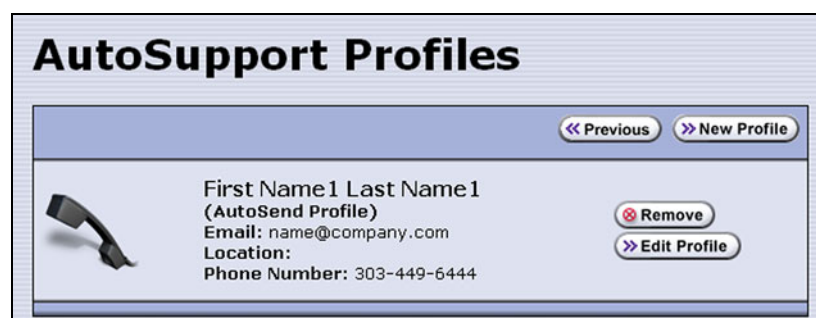 AutoSupport Profiles
Previous New Profile
First Name1 Last Name1
(AutoSend Profile)
Remove
Email: name@company.com
Location:
Edit Profile
Phone Number: 303-449-6444